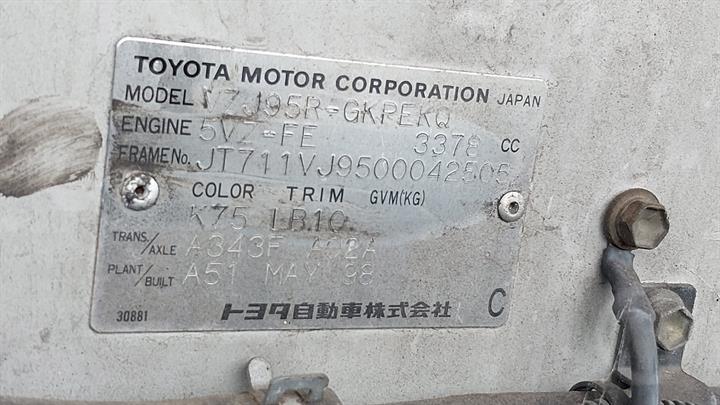 TOYOTA MOTOR CORPORATION JAPAN
MODEL VZJ95R-GKPEKQ
ENGINE 5VZ-FE 3378 CC
FRAME No. JT711VJ9500042505
COLOR TRIM GVM(KG)
K75 LB10
TRANS/AXLE A343F
PLANT/BUILT A51 MAY 98
30881 トヨタ自動車株式会社 C